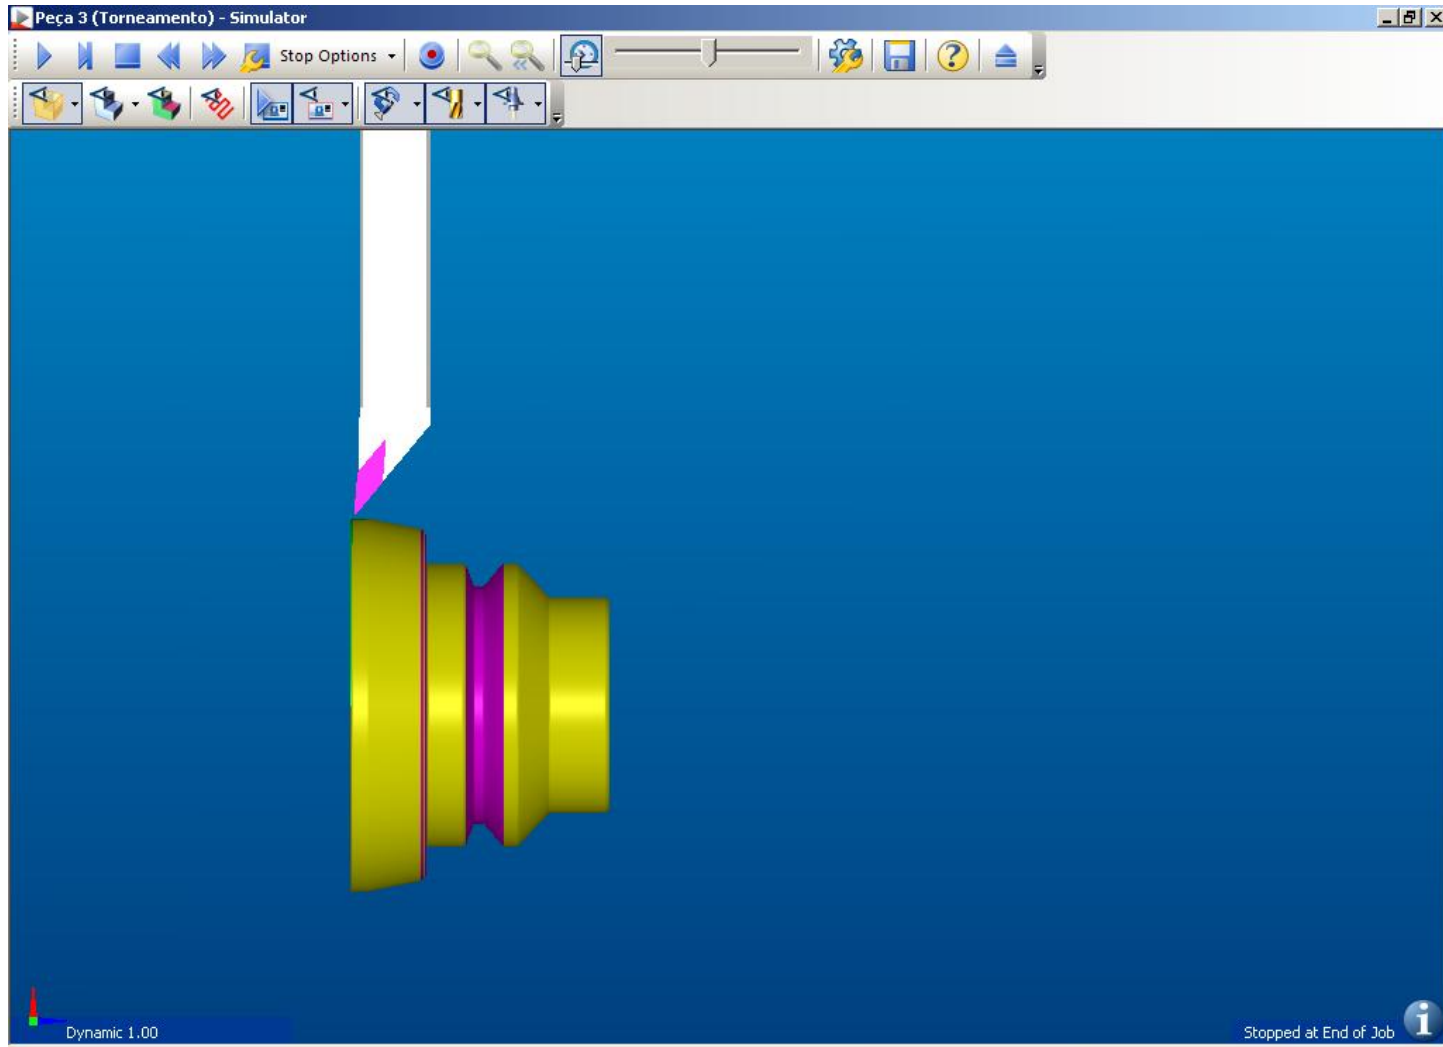 Peça 3 (Torneamento) - Simulator
Stop Options
Dynamic 1.00
Stopped at End of Job